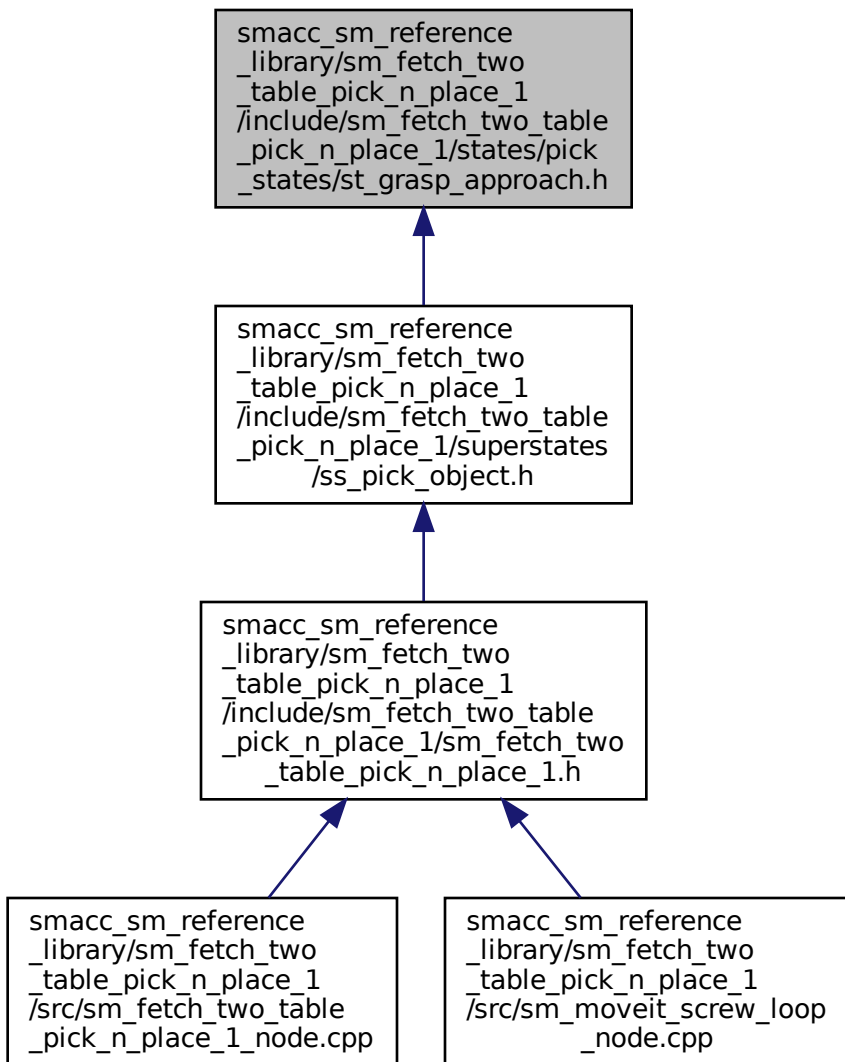 smacc_sm_reference
_library/sm_fetch_two
_table_pick_n_place_1
/include/sm_fetch_two_table
_pick_n_place_1/states/pick
_states/st_grasp_approach.h
smacc_sm_reference
_library/sm_fetch_two
_table_pick_n_place_1
/include/sm_fetch_two_table
_pick_n_place_1/superstates
/ss_pick_object.h
smacc_sm_reference
_library/sm_fetch_two
_table_pick_n_place_1
/include/sm_fetch_two_table
_pick_n_place_1/sm_fetch_two
_table_pick_n_place_1.h
smacc_sm_reference
_library/sm_fetch_two
_table_pick_n_place_1
/src/sm_fetch_two_table
_pick_n_place_1_node.cpp
smacc_sm_reference
_library/sm_fetch_two
_table_pick_n_place_1
/src/sm_moveit_screw_loop
_node.cpp